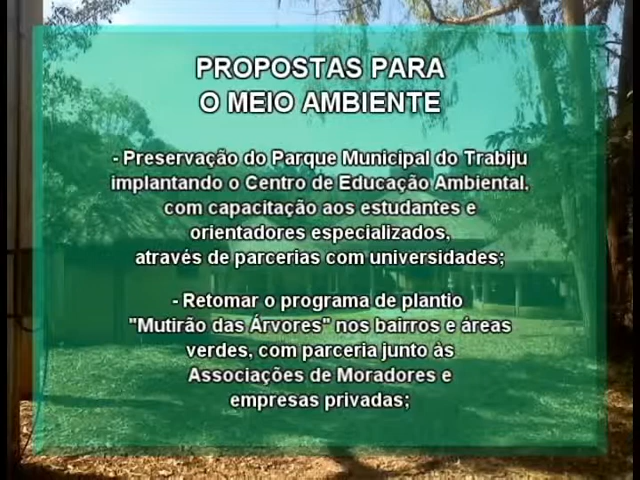 PROPOSTAS PARA
O MEIO AMBIENTE
- Preservação do Parque Municipal do Trabiju
implantando o Centro de Educação Ambiental,
com capacitação aos estudantes e
orientadores especializados,
através de parcerias com universidades;
- Retomar o programa de plantio
"Mutirão das Árvores" nos bairros e áreas
verdes, com parceria junto às
Associações de Moradores e
empresas privadas;